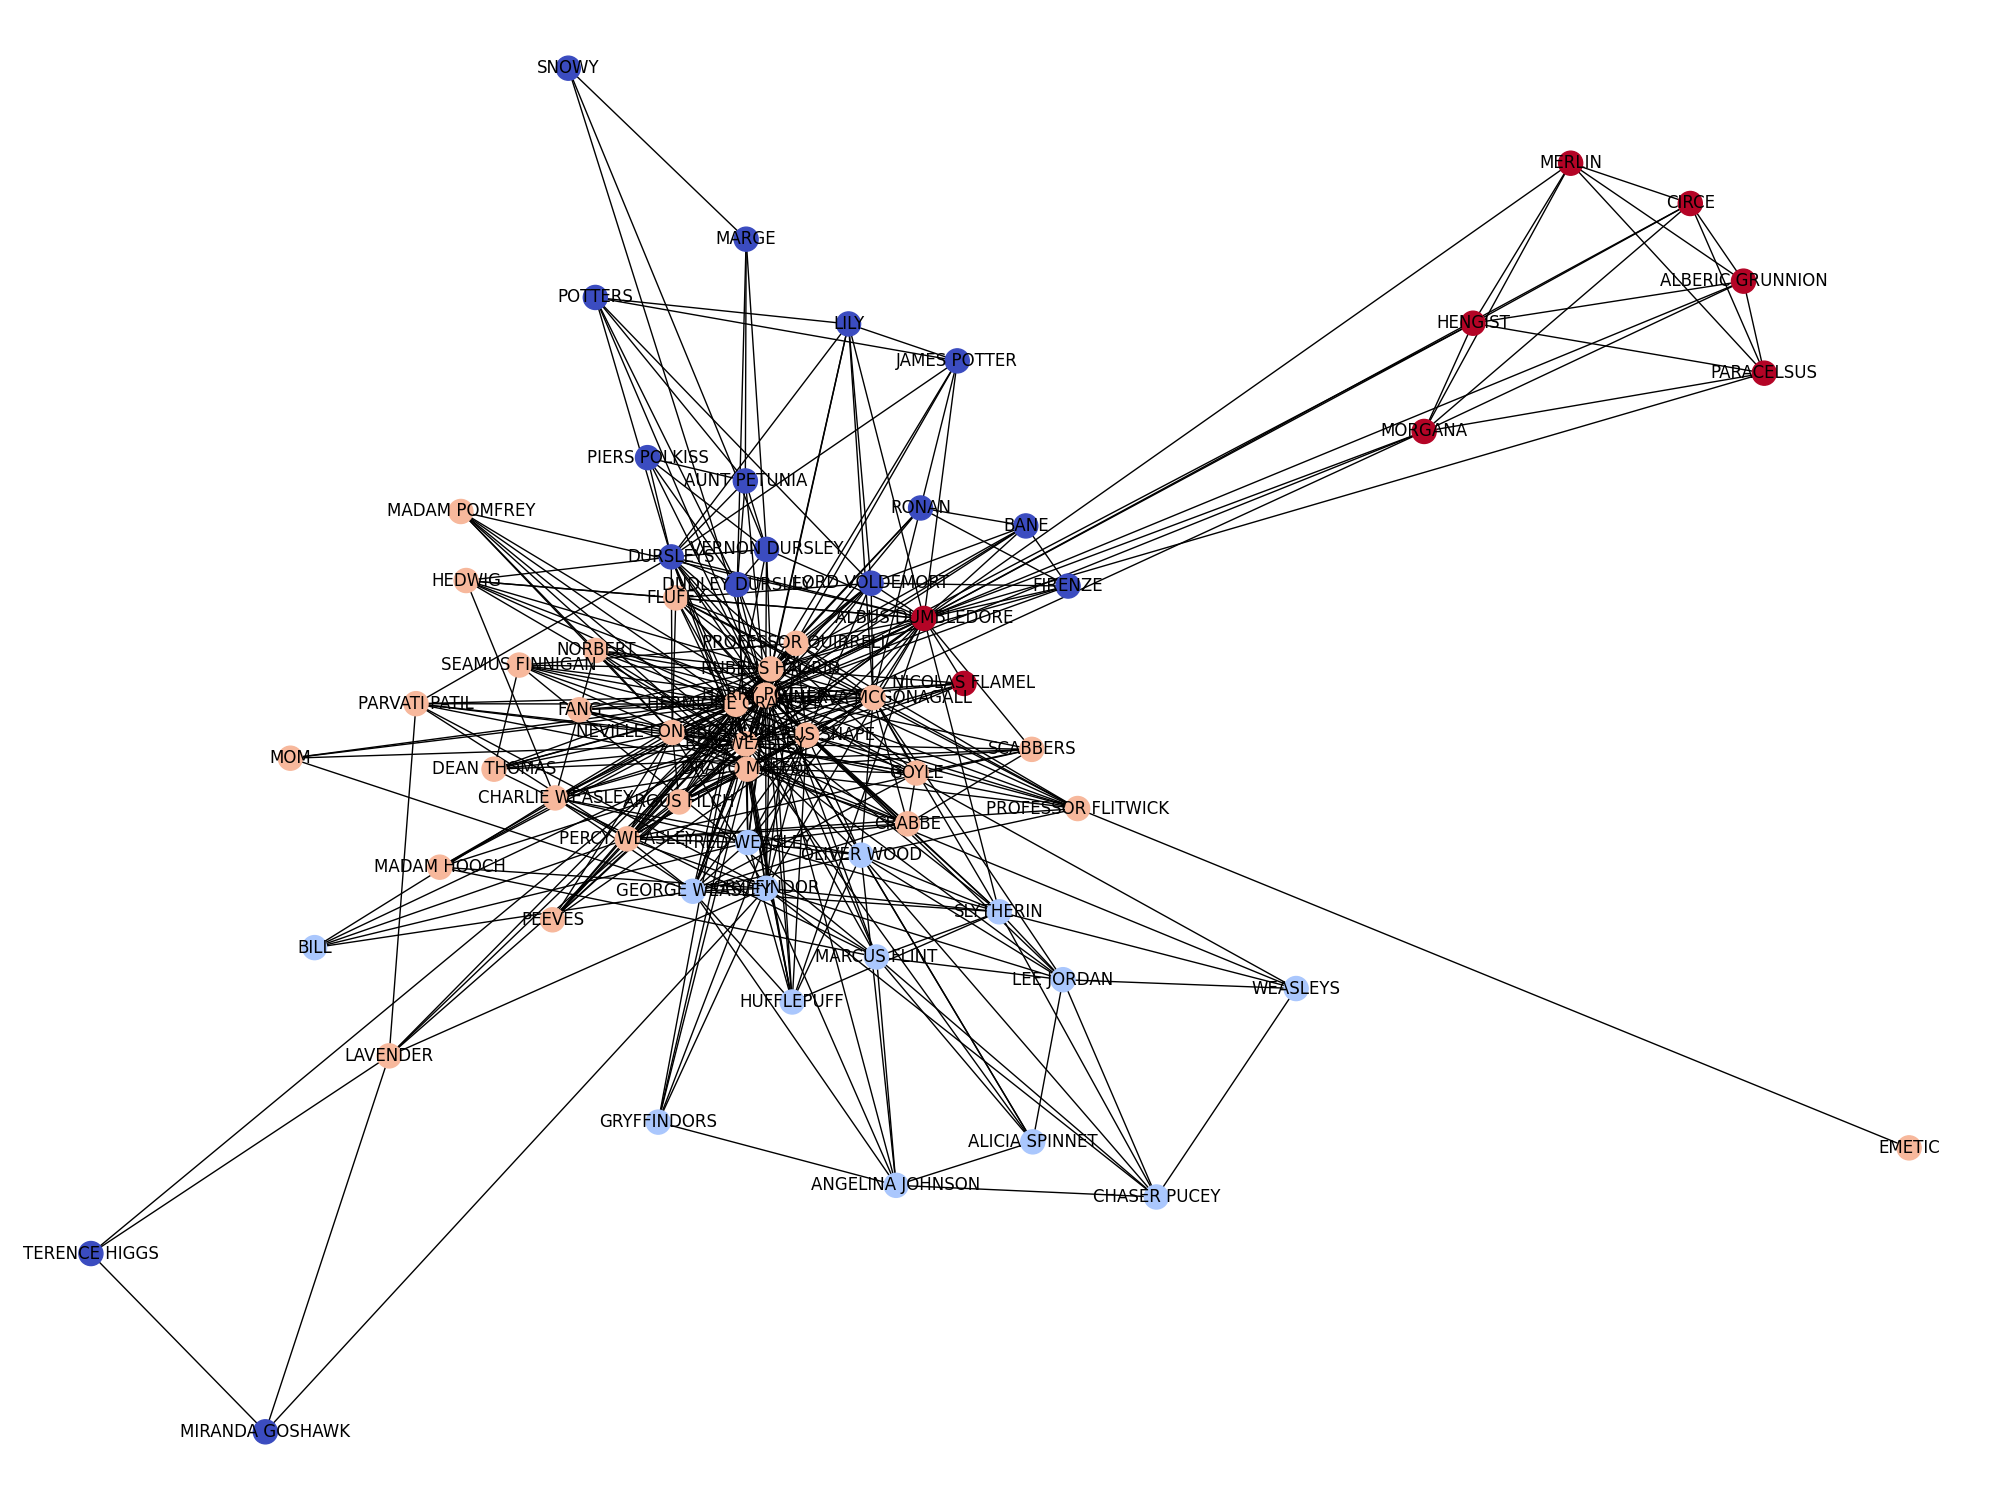 SNOWY
MERLIN
CIRCE
MARGE
ALBERIC GRUNNION
POTTERS
LILY
HENGIST
JAMES POTTER
PARACELSUS
MORGANA
PIERS POLKISS
AUNT PETUNIA
MADAM POMFREY
RONAN
BANE
VERNON DURSLEY
DURSLEYS
HEDWIG
DUDLEY DURSLEY
LORD VOLDEMORT
FIRENZE
FLUFFY
ALBUS DUMBLEDORE
PROFESSOR QUIRRELL
NORBERT
SEAMUS FINNIGAN
RUBEUS HAGRID
NICOLAS FLAMEL
HARRY POTTER
MINERVA MCGONAGALL
PARVATI PATIL
HERMIONE GRANGER
FANG
NEVILLE LONGBOTTOM
SEVERUS SNAPE
RON WEASLEY
SCABBERS
MOM
DEAN THOMAS
DRACO MALFOY
GOYLE
CHARLIE WEASLEY
ARGUS FILCH
PROFESSOR FLITWICK
CRABBE
PERCY WEASLEY
FRED WEASLEY
OLIVER WOOD
MADAM HOOCH
GEORGE WEASLEY
GRYFFINDOR
SLYTHERIN
PEEVES
BILL
MARCUS FLINT
LEE JORDAN
WEASLEYS
HUFFLEPUFF
LAVENDER
GRYFFINDORS
ALICIA SPINNET
EMETIC
ANGELINA JOHNSON
CHASER PUCEY
TERENCE HIGGS
MIRANDA GOSHAWK